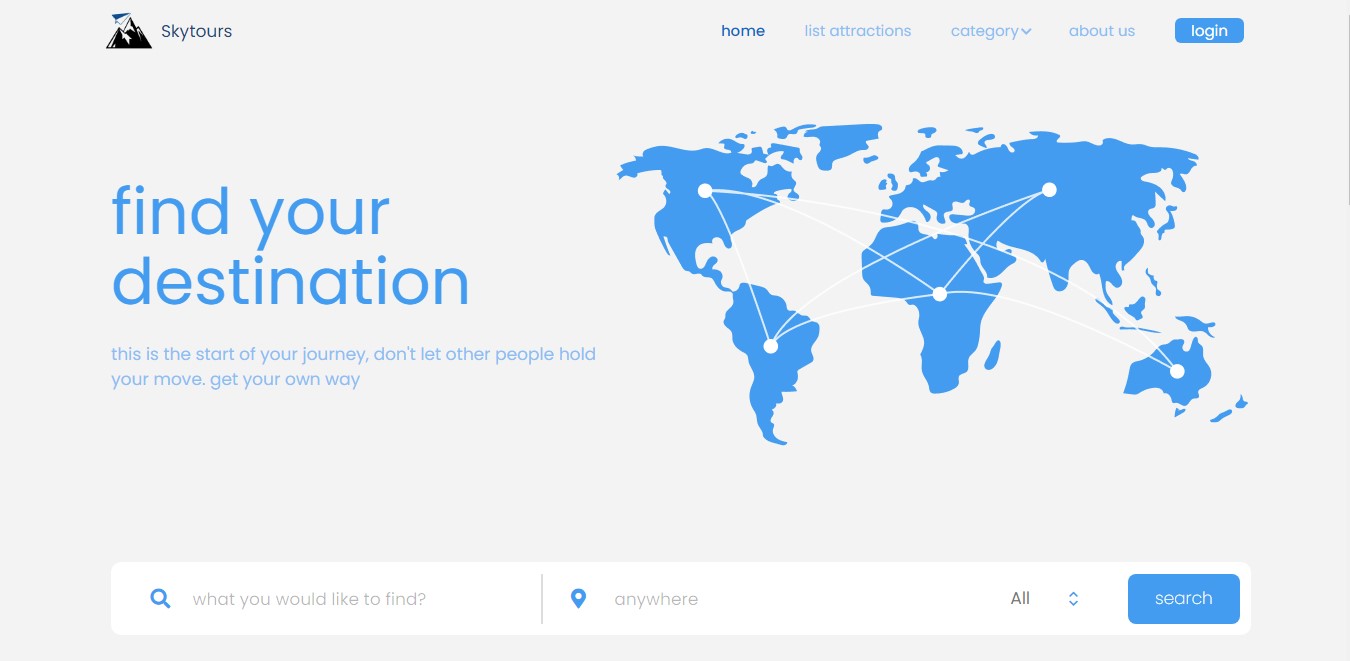 Skytours
home
list attractions
category
about us
login
find your
destination
this is the start of your journey, don't let other people hold
your move. get your own way
what you would like to find?
anywhere
All
search